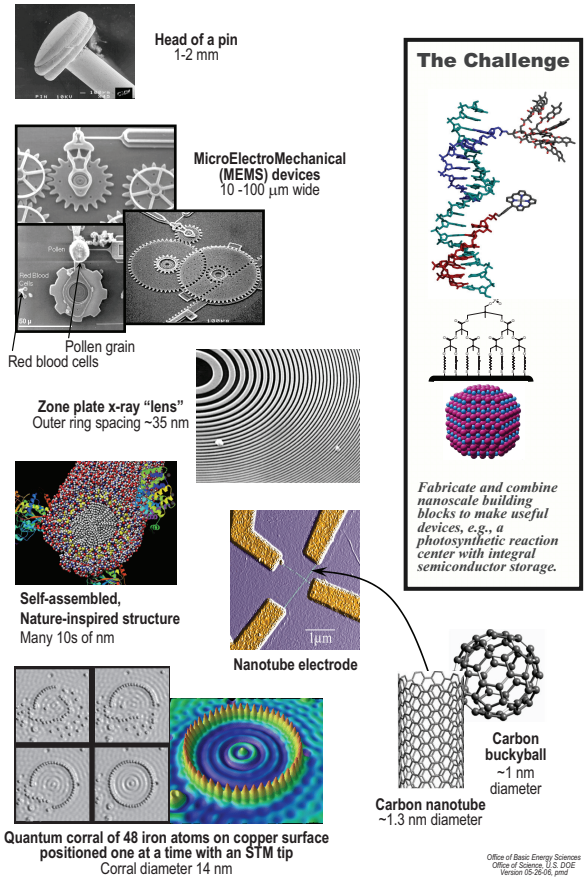 Head of a pin
1-2 mm
The Challenge
MicroElectroMechanical
(MEMS) devices
10 -100 µm wide
Pollen
Red Blood
Cells
Pollen grain
Red blood cells
Zone plate x-ray “lens”
Outer ring spacing ~35 nm
Fabricate and combine
nanoscale building
blocks to make useful
devices, e.g., a
photosynthetic reaction
center with integral
semiconductor storage.
Self-assembled,
Nature-inspired structure
Many 10s of nm
1µm
Nanotube electrode
Carbon
buckyball
~1 nm
diameter
Carbon nanotube
~1.3 nm diameter
Quantum corral of 48 iron atoms on copper surface
positioned one at a time with an STM tip
Corral diameter 14 nm
Office of Basic Energy Sciences
Office of Science, U.S. DOE
Version 05-26-06, pmd